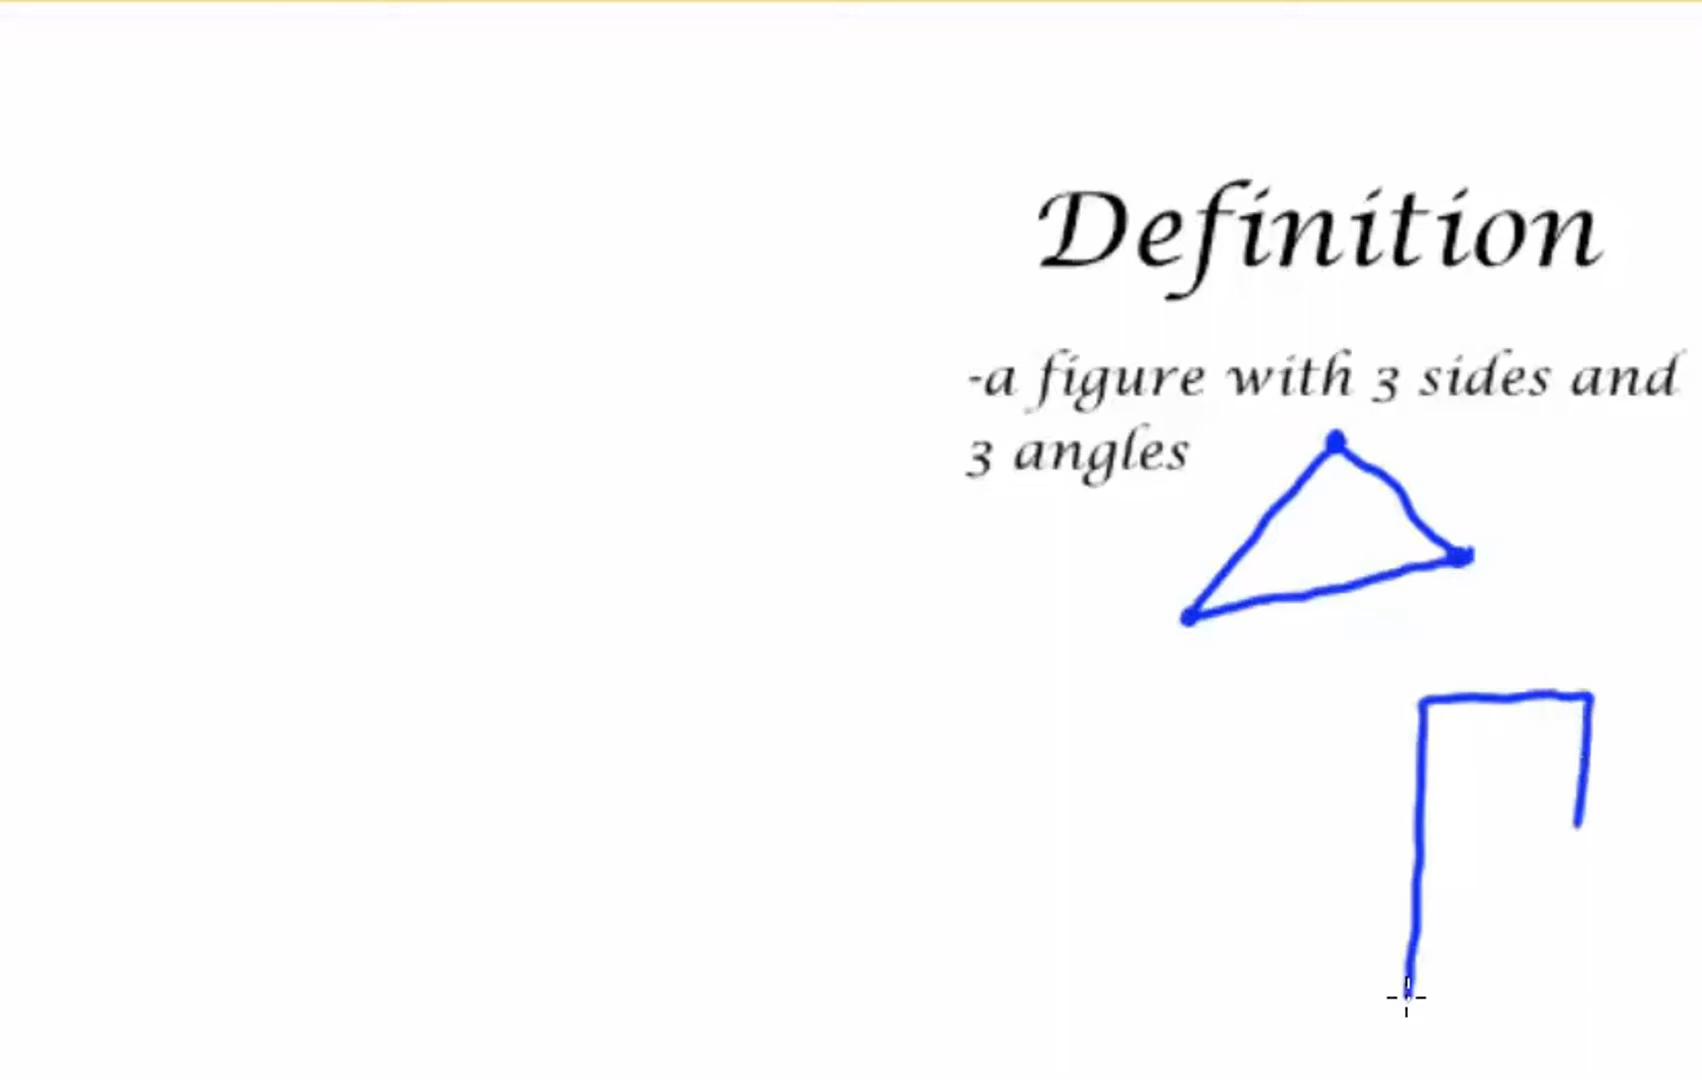 Definition
-a figure with 3 sides and
3 angles